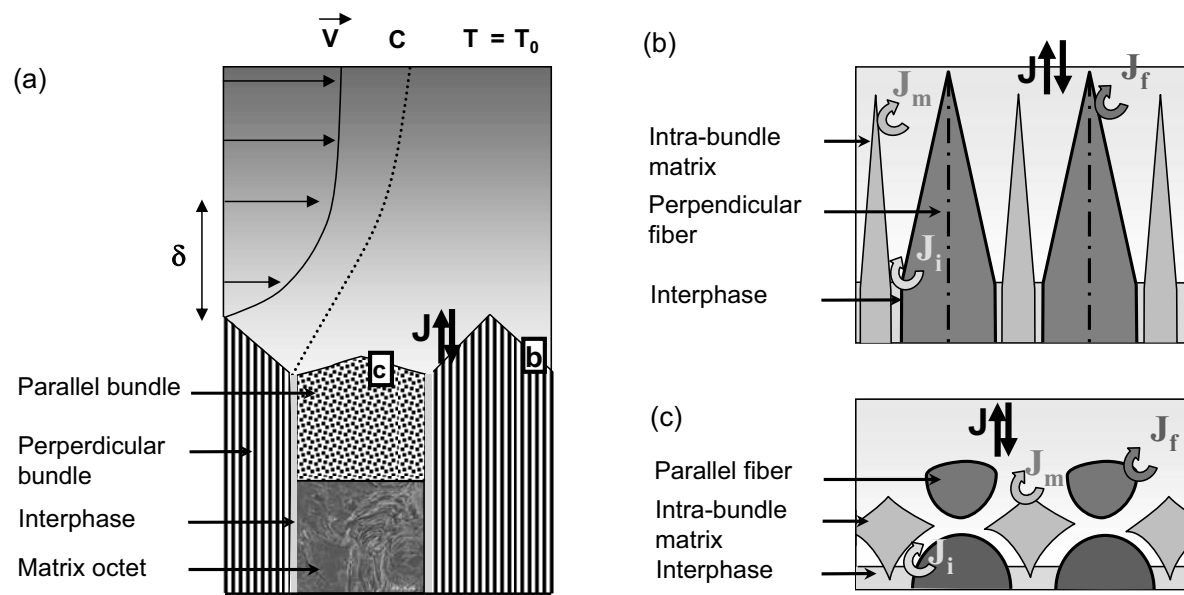 V C T = T0
(a)
δ
J
c
b
Parallel bundle
Perperdicular
bundle
Interphase
Matrix octet
(b)
J
Jm
Jf
Intra-bundle
matrix
Perpendicular
fiber
Ji
Interphase
(c)
J
Jf
Jm
Parallel fiber
Intra-bundle
matrix
Ji
Interphase